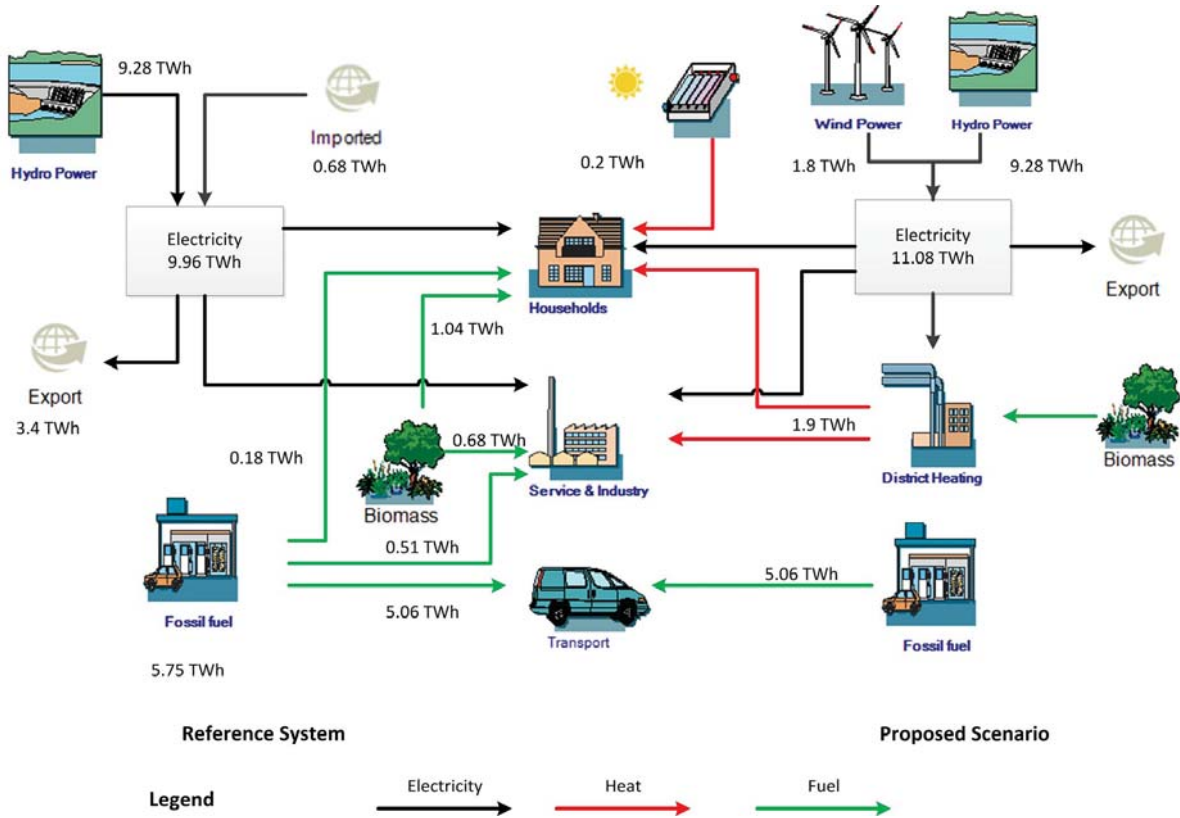 9.28 TWh
Hydro Power
Imported
0.68 TWh
Electricity
9.96 TWh
Export
3.4 TWh
0.18 TWh
1.04 TWh
Biomass
0.68 TWh
0.51 TWh
5.06 TWh
Fossil fuel
5.75 TWh
0.2 TWh
Households
Service & Industry
Transport
Wind Power
Hydro Power
1.8 TWh
9.28 TWh
Electricity
11.08 TWh
Export
1.9 TWh
District Heating
Biomass
5.06 TWh
Fossil fuel
Reference System
Proposed Scenario
Legend
Electricity
Heat
Fuel